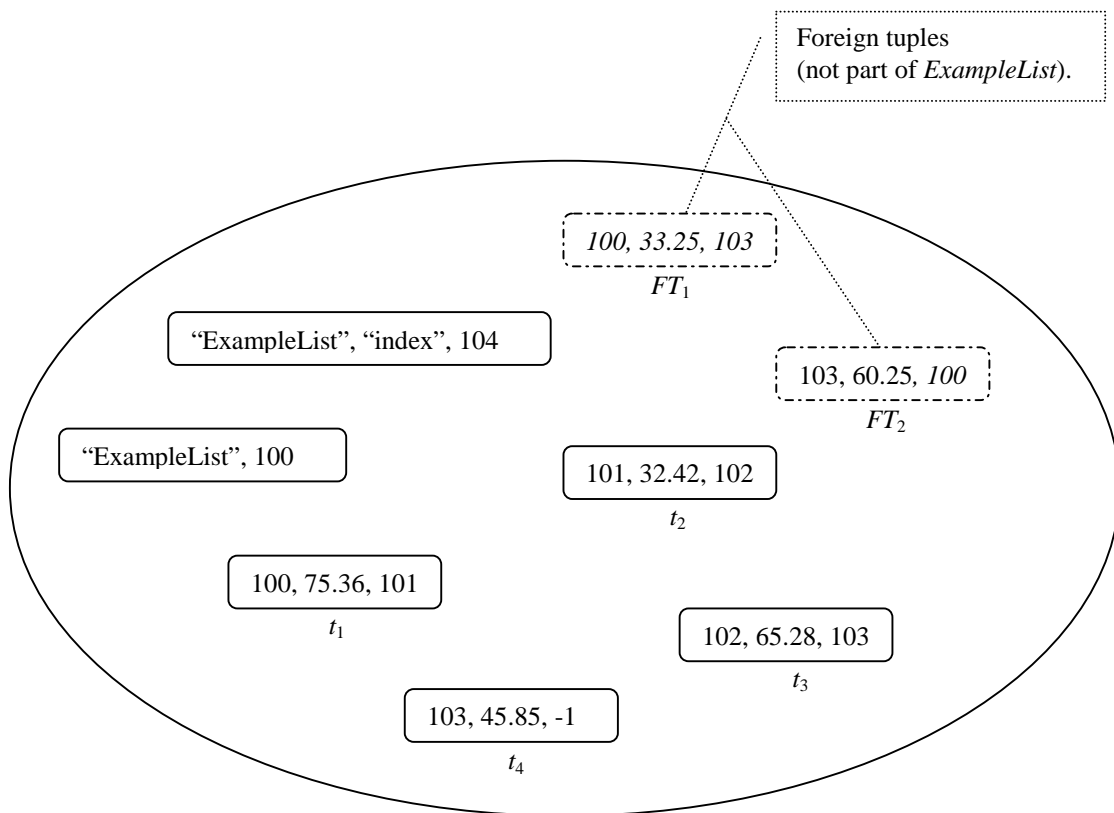 Foreign tuples
(not part of ExampleList).
100, 33.25, 103
FT1
“ExampleList”, “index”, 104
103, 60.25, 100
FT2
“ExampleList”, 100
101, 32.42, 102
t2
100, 75.36, 101
t1
102, 65.28, 103
t3
103, 45.85, -1
t4